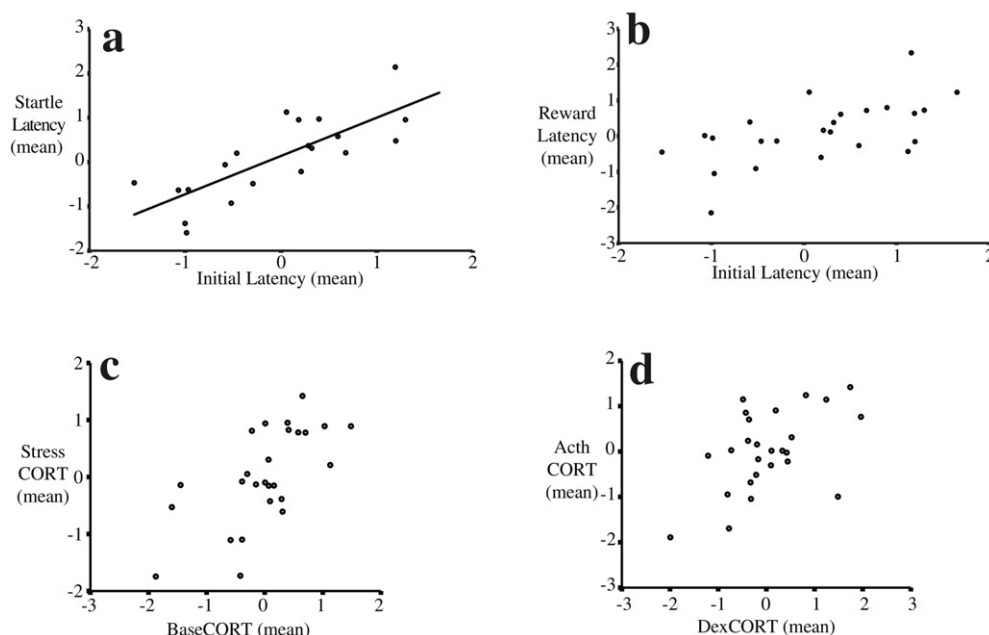 a
3
2
Startle
1
Latency
(mean)
0
-1
-2
-2
-1
0
1
2
Initial Latency (mean)
b
3
2
1
Reward
Latency
0
(mean)
-1
-2
-3
-2
-1
0
1
2
Initial Latency (mean)
c
2
1
Stress
CORT
0
(mean)
-1
-2
-3
-2
-1
0
1
2
BaseCORT (mean)
d
2
1
Acth
0
CORT
(mean)
-1
-2
-3
-3
-2
-1
0
1
2
3
DexCORT (mean)